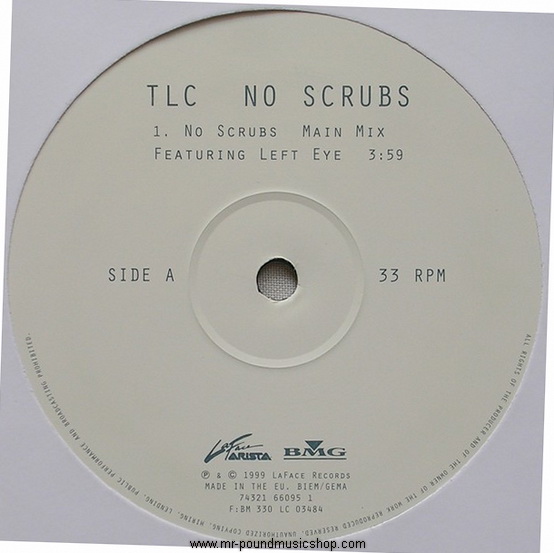 TLC NO SCRUBS
1. NO SCRUBS MAIN MIX
FEATURING LEFT EYE 3:59
SIDE A
33 RPM
LaFace ARISTA BMG
℗ & © 1999 LAFACE RECORDS
MADE IN THE EU. BIEM/GEMA
74321 66095 1
F:BM 330 LC 03484
ALL RIGHTS OF THE PRODUCER AND OF THE OWNER OF THE WORK REPRODUCED RESERVED. UNAUTHORIZED COPYING, HIRING, LENDING, PUBLIC PERFORMANCE AND BROADCASTING PROHIBITED.
www.mr-poundmusicshop.com